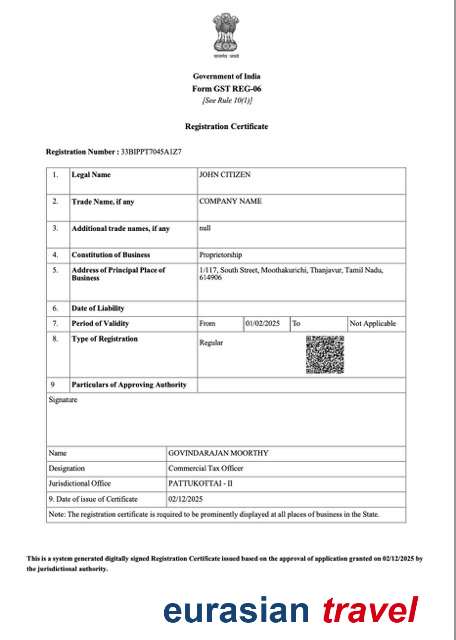 सत्यमेव जयते
Government of India
Form GST REG-06
[See Rule 10(1)]
Registration Certificate
Registration Number : 33BIPPT7045A1Z7
1. Legal Name JOHN CITIZEN
2. Trade Name, if any COMPANY NAME
3. Additional trade names, if any null
4. Constitution of Business Proprietorship
5. Address of Principal Place of Business 1/117, South Street, Moothakurichi, Thanjavur, Tamil Nadu, 614906
6. Date of Liability
7. Period of Validity From 01/02/2025 To Not Applicable
8. Type of Registration Regular
9 Particulars of Approving Authority
Signature
Name GOVINDARAJAN MOORTHY
Designation Commercial Tax Officer
Jurisdictional Office PATTUKOTTAI - II
9. Date of issue of Certificate 02/12/2025
Note: The registration certificate is required to be prominently displayed at all places of business in the State.
This is a system generated digitally signed Registration Certificate issued based on the approval of application granted on 02/12/2025 by
the jurisdictional authority.
eurasian travel